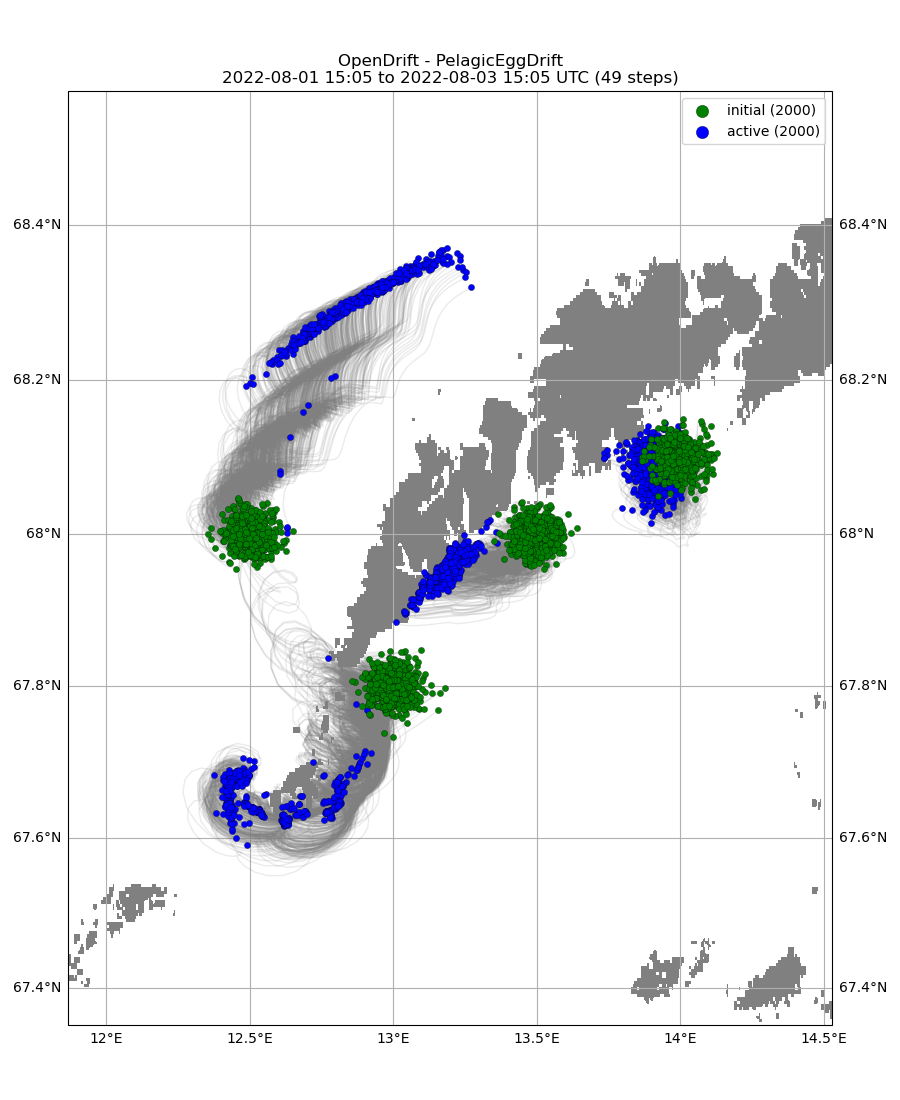 OpenDrift - PelagicEggDrift
2022-08-01 15:05 to 2022-08-03 15:05 UTC (49 steps)
initial (2000)
active (2000)
68.4°N 68.4°N
68.2°N 68.2°N
68°N 68°N
67.8°N 67.8°N
67.6°N 67.6°N
67.4°N 67.4°N
12°E 12.5°E 13°E 13.5°E 14°E 14.5°E